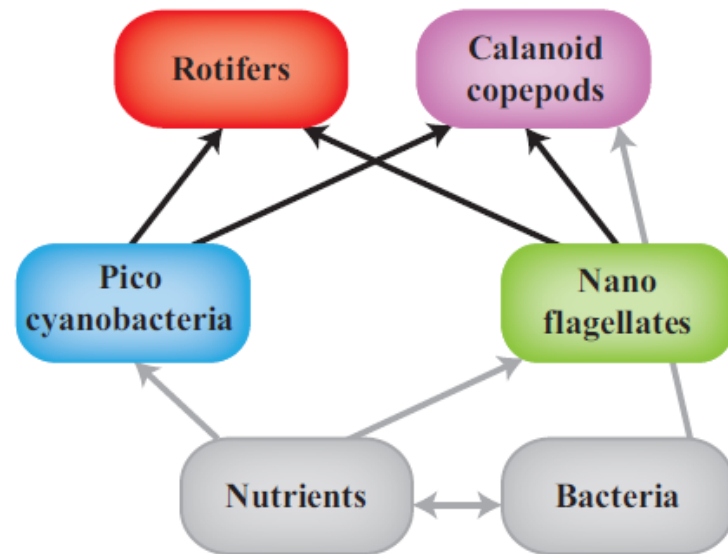 Rotifers
Calanoid
copepods
Pico
cyanobacteria
Nano
flagellates
Nutrients
Bacteria